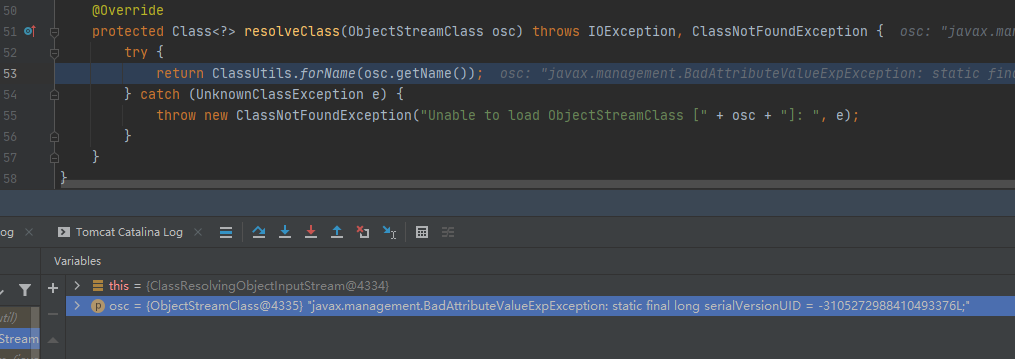 50 @Override
51 protected Class<?> resolveClass(ObjectStreamClass osc) throws IOException, ClassNotFoundException { osc: "javax.ma
52 try {
53 return ClassUtils.forName(osc.getName()); osc: "javax.management.BadAttributeValueExpException: static fina
54 } catch (UnknownClassException e) {
55 throw new ClassNotFoundException("Unable to load ObjectStreamClass [" + osc + "]: ", e);
56 }
57 }
58 }
og × Tomcat Catalina Log ×
Variables
this = {ClassResolvingObjectInputStream@4334}
p osc = {ObjectStreamClass@4335} "javax.management.BadAttributeValueExpException: static final long serialVersionUID = -3105272988410493376L;"
util)
Stream